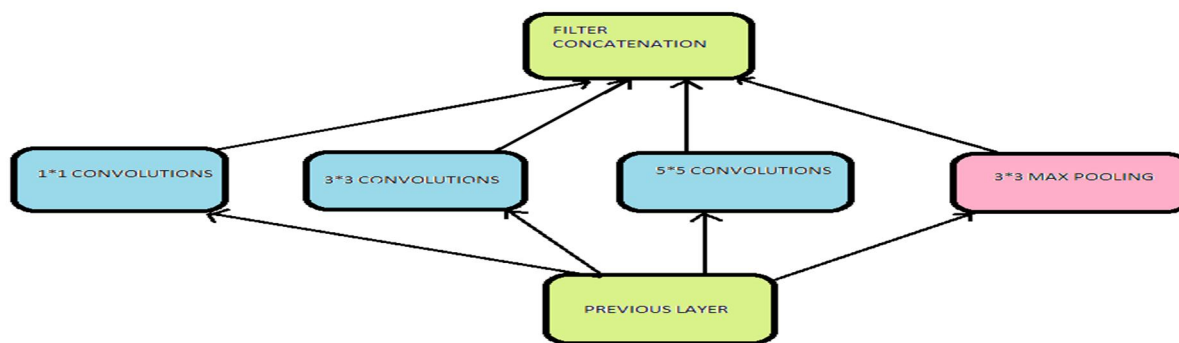 FILTER
CONCATENATION
1*1 CONVOLUTIONS
3*3 CONVOLUTIONS
5*5 CONVOLUTIONS
3*3 MAX POOLING
PREVIOUS LAYER